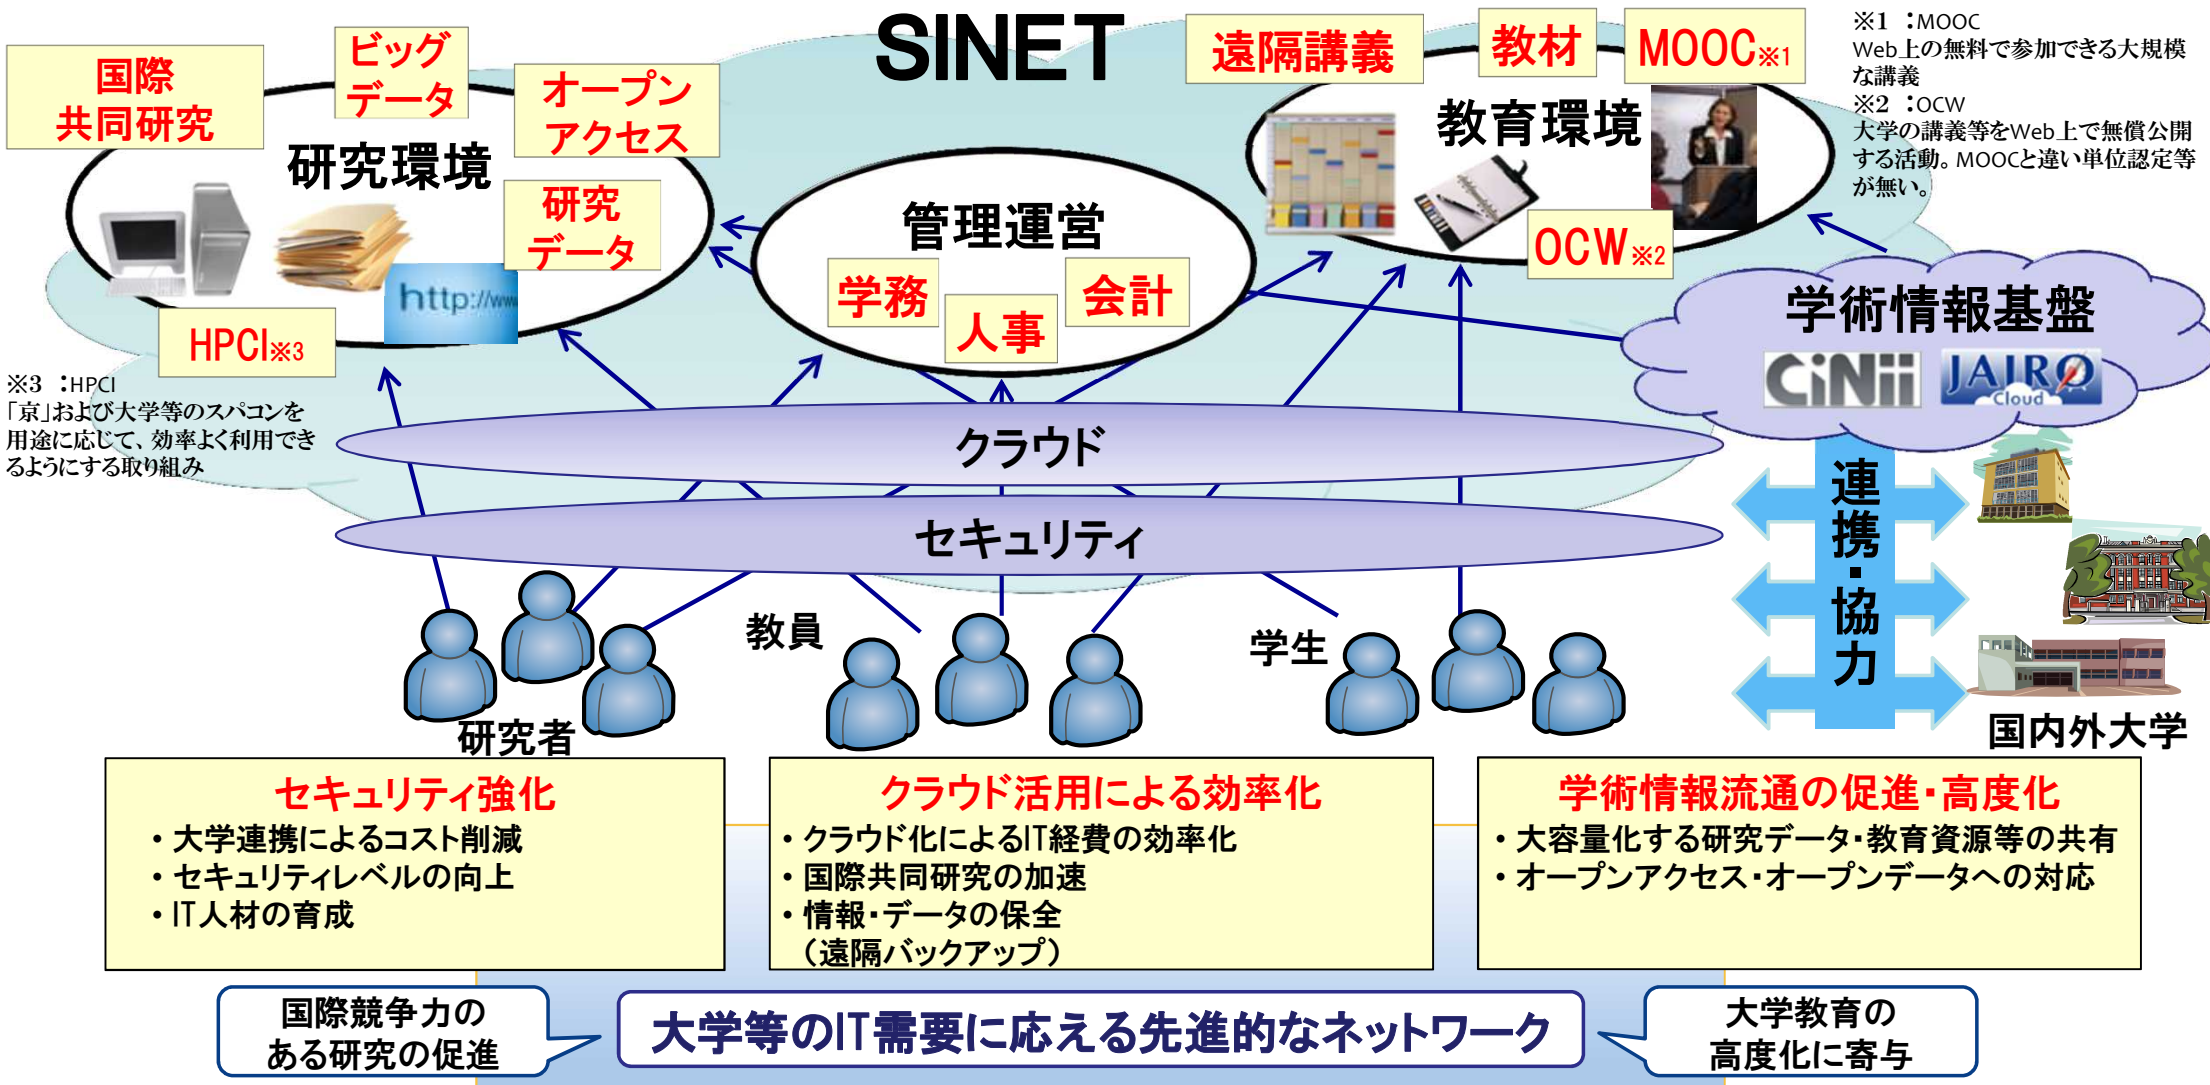 SINET
国際
共同研究
ビッグ
データ
オープン
アクセス
研究環境
研究
データ
http://www
HPCI※3
※3 :HPCI
「京」および大学等のスパコンを
用途に応じて、効率よく利用でき
るようにする取り組み
管理運営
学務
人事
会計
遠隔講義
教材
MOOC※1
教育環境
OCW※2
※1 :MOOC
Web上の無料で参加できる大規模
な講義
※2 :OCW
大学の講義等をWeb上で無償公開
する活動。MOOCと違い単位認定等
が無い。
学術情報基盤
CiNii
JAIRO
Cloud
クラウド
セキュリティ
連携・協力
研究者
教員
学生
国内外大学
セキュリティ強化
・大学連携によるコスト削減
・セキュリティレベルの向上
・IT人材の育成
クラウド活用による効率化
・クラウド化によるIT経費の効率化
・国際共同研究の加速
・情報・データの保全
（遠隔バックアップ）
学術情報流通の促進・高度化
・大容量化する研究データ・教育資源等の共有
・オープンアクセス・オープンデータへの対応
国際競争力の
ある研究の促進
大学等のIT需要に応える先進的なネットワーク
大学教育の
高度化に寄与